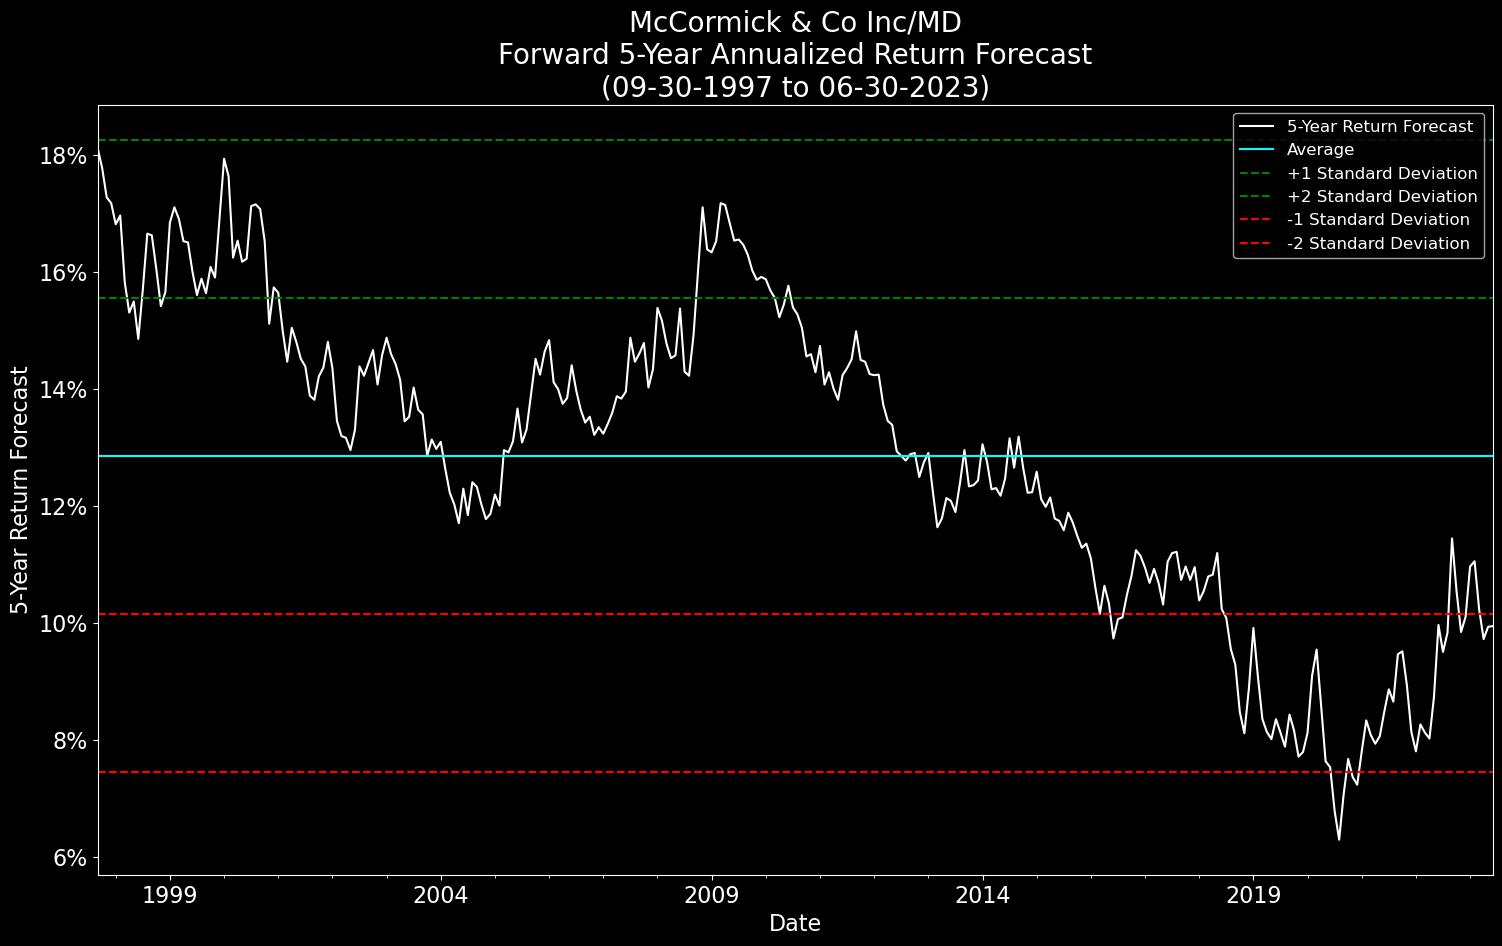 McCormick & Co Inc/MD
Forward 5-Year Annualized Return Forecast
(09-30-1997 to 06-30-2023)
5-Year Return Forecast
Average
+1 Standard Deviation
+2 Standard Deviation
-1 Standard Deviation
-2 Standard Deviation
18%
16%
14%
12%
10%
8%
6%
5-Year Return Forecast
1999
2004
2009
2014
2019
Date